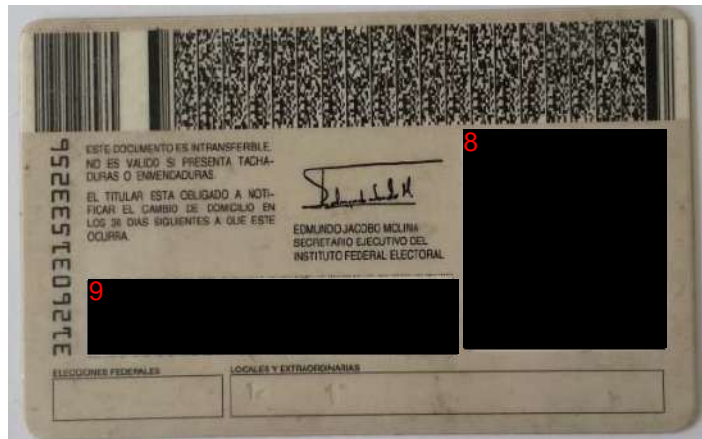 3126031533256
ESTE DOCUMENTO ES INTRANSFERIBLE.
NO ES VALIDO SI PRESENTA TACHA-
DURAS O ENMENDADURAS.
EL TITULAR ESTA OBLIGADO A NOTI-
FICAR EL CAMBIO DE DOMICILIO EN
LOS 30 DIAS SIGUIENTES A QUE ESTE
OCURRA.
EDMUNDO JACOBO MOLINA
SECRETARIO EJECUTIVO DEL
INSTITUTO FEDERAL ELECTORAL
8
9
ELECCIONES FEDERALES
LOCALES Y EXTRAORDINARIAS